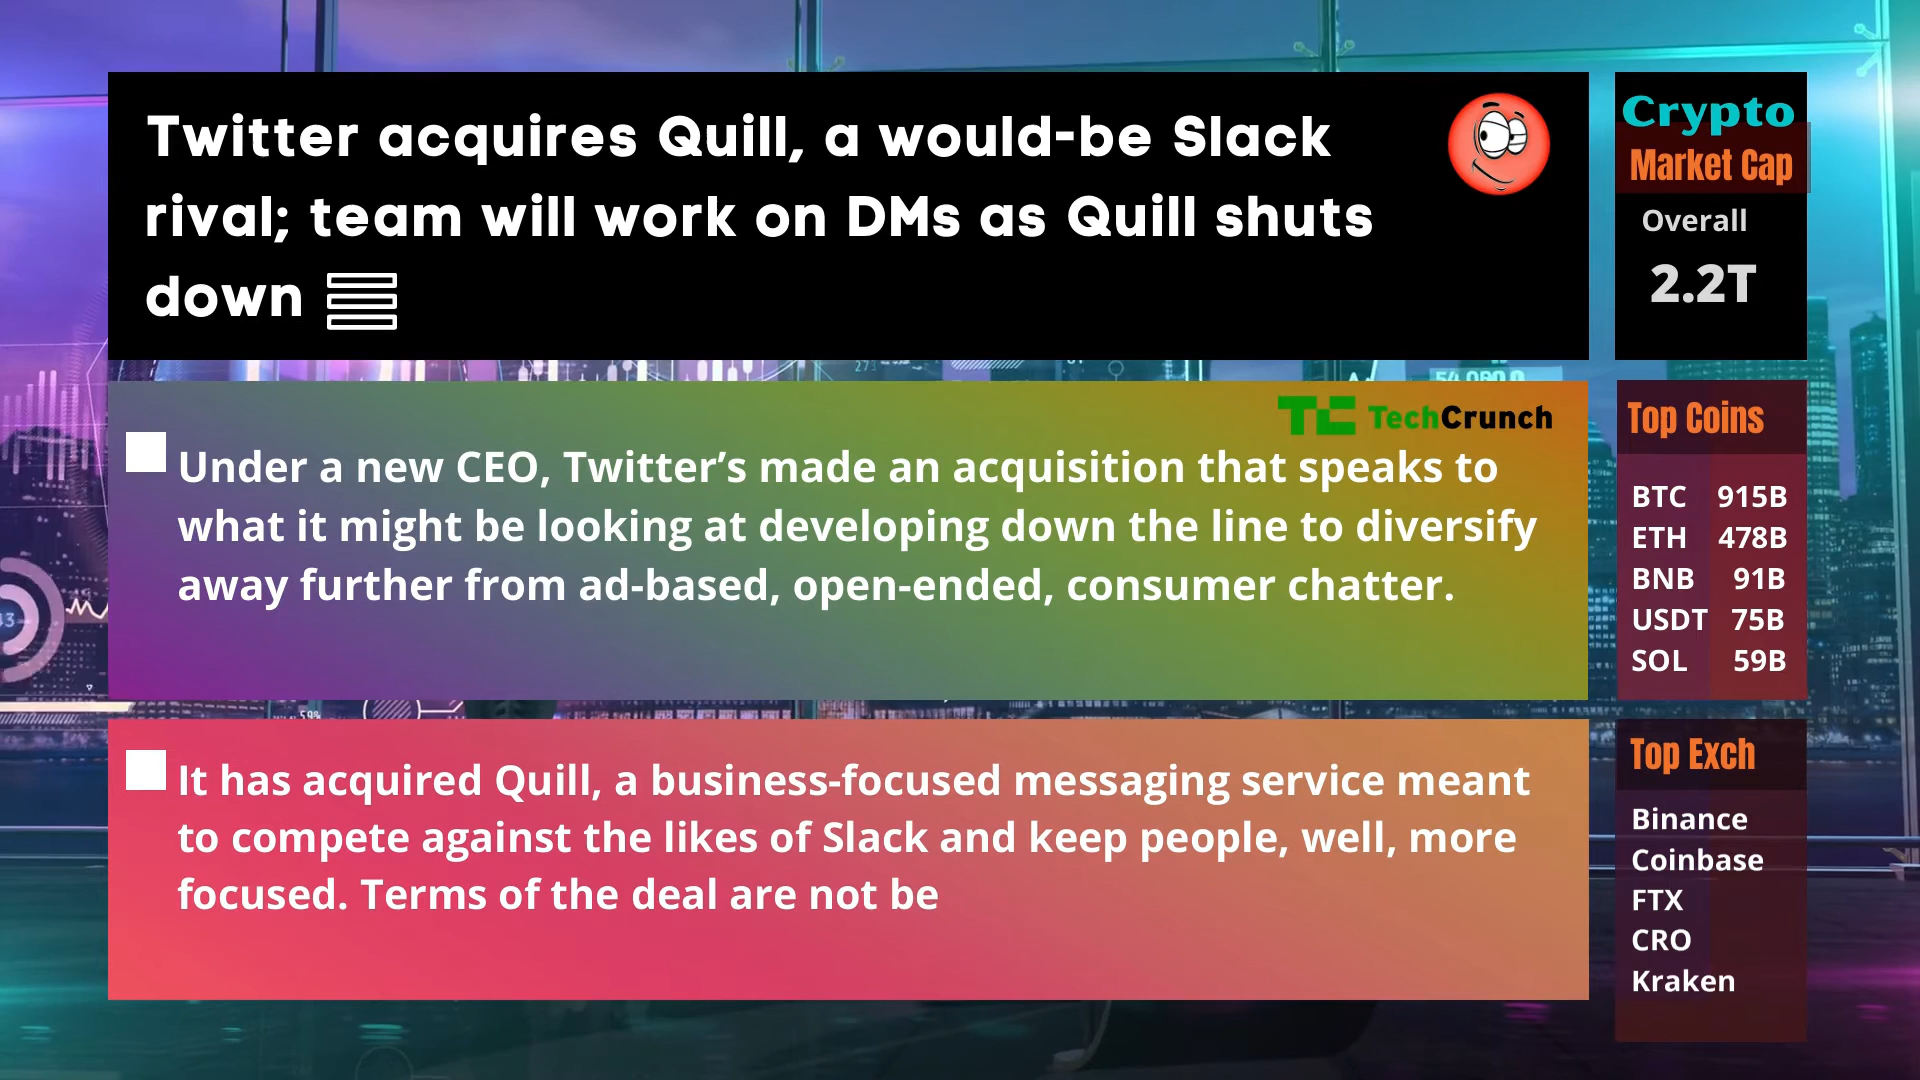 Twitter acquires Quill, a would-be Slack
rival; team will work on DMs as Quill shuts
down
TechCrunch
Under a new CEO, Twitter’s made an acquisition that speaks to
what it might be looking at developing down the line to diversify
away further from ad-based, open-ended, consumer chatter.
It has acquired Quill, a business-focused messaging service meant
to compete against the likes of Slack and keep people, well, more
focused. Terms of the deal are not be
Crypto
Market Cap
Overall
2.2T
Top Coins
BTC 915B
ETH 478B
BNB 91B
USDT 75B
SOL 59B
Top Exch
Binance
Coinbase
FTX
CRO
Kraken
59%